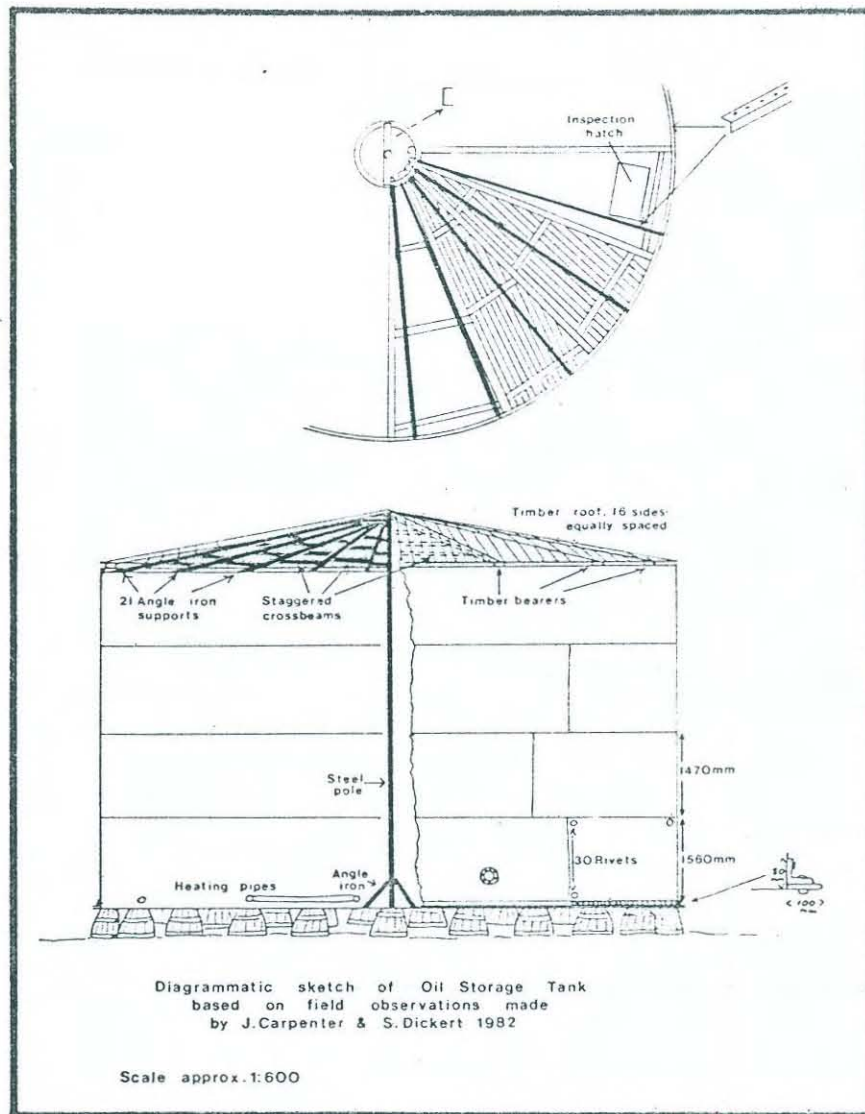 Inspection
hatch
Timber roof, 16 sides
equally spaced
21 Angle iron
supports
Staggered
crossbeams
Timber bearers
Steel
pole
1470mm
30 Rivets
1560mm
Angle
iron
Heating pipes
<100>
mm
Diagrammatic sketch of Oil Storage Tank
based on field observations made
by J.Carpenter & S.Dickert 1982
Scale approx.1:600